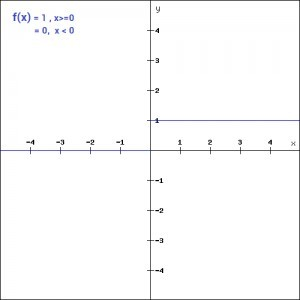 f(x) = 1 , x>=0
= 0, x < 0
y
4
3
2
1
-4 -3 -2 -1 1 2 3 4 x
-1
-2
-3
-4